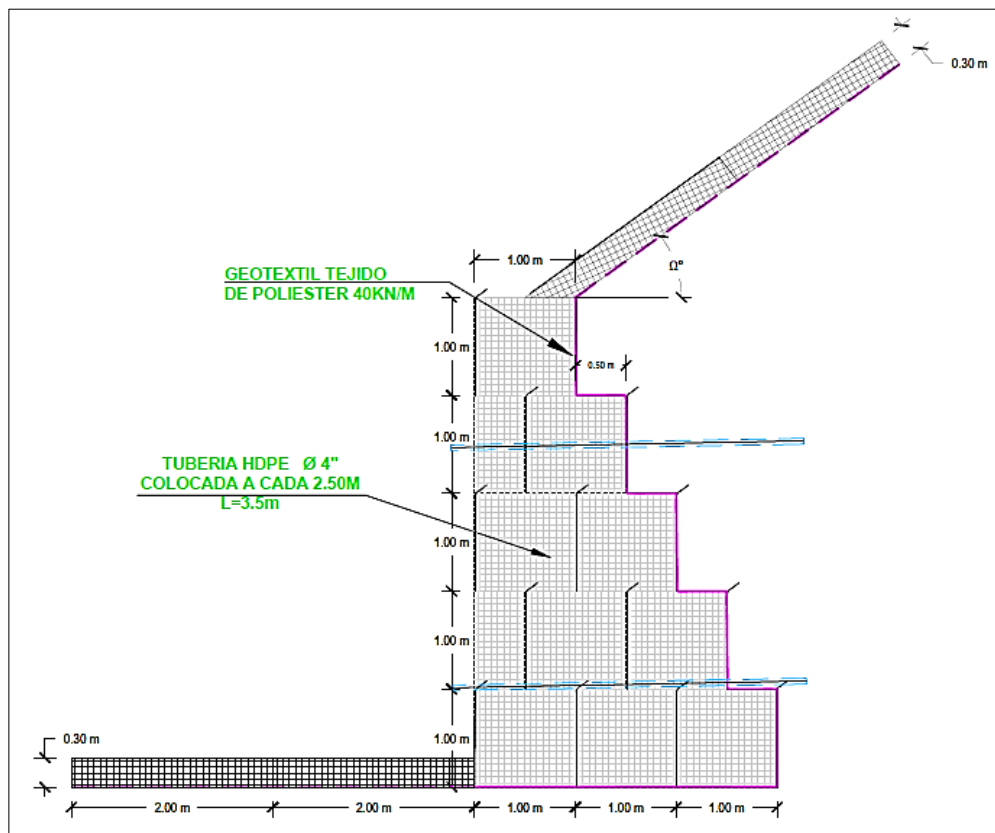 0.30 m
1.00 m
Ωº
GEOTEXTIL TEJIDO
DE POLIESTER 40KN/M
1.00 m
0.50 m
1.00 m
TUBERIA HDPE Ø 4"
COLOCADA A CADA 2.50M
L=3.5m
1.00 m
1.00 m
0.30 m
1.00 m
2.00 m
2.00 m
1.00 m
1.00 m
1.00 m